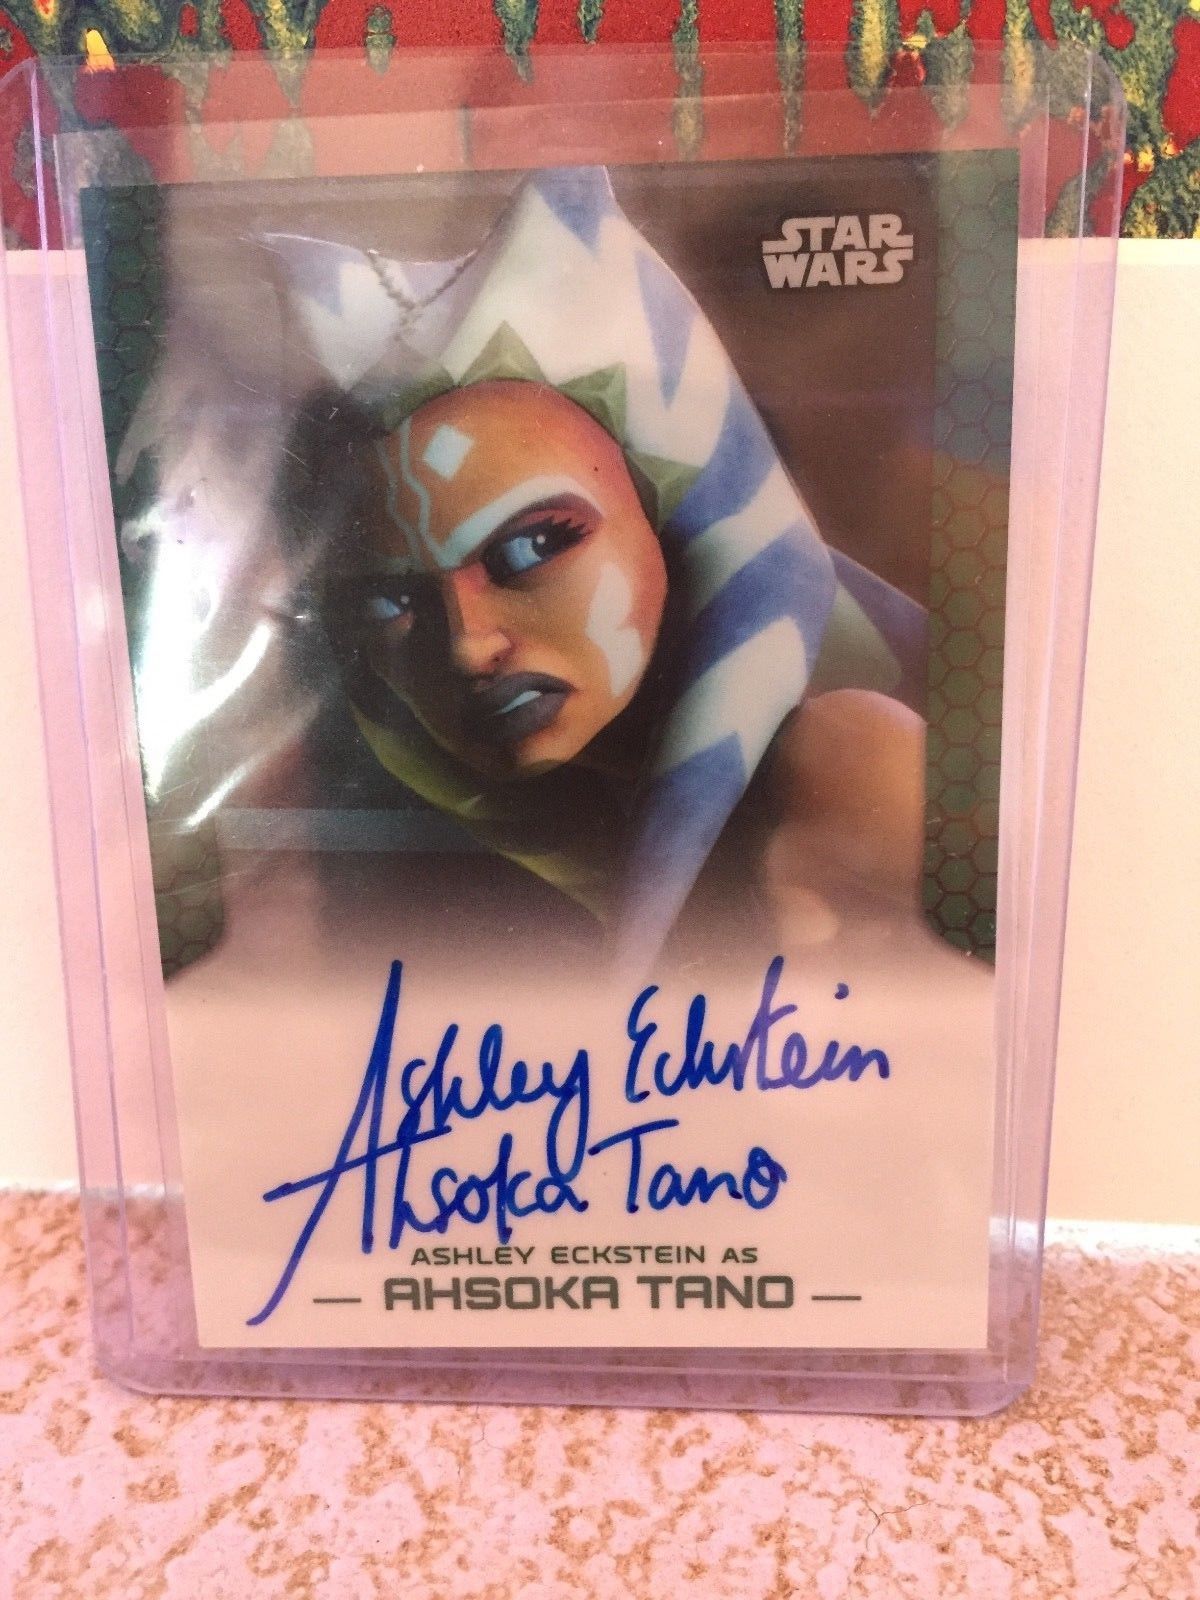 STAR
WARS
Ashley Eckstein
Ahsoka Tano
ASHLEY ECKSTEIN AS
— AHSOKA TANO —